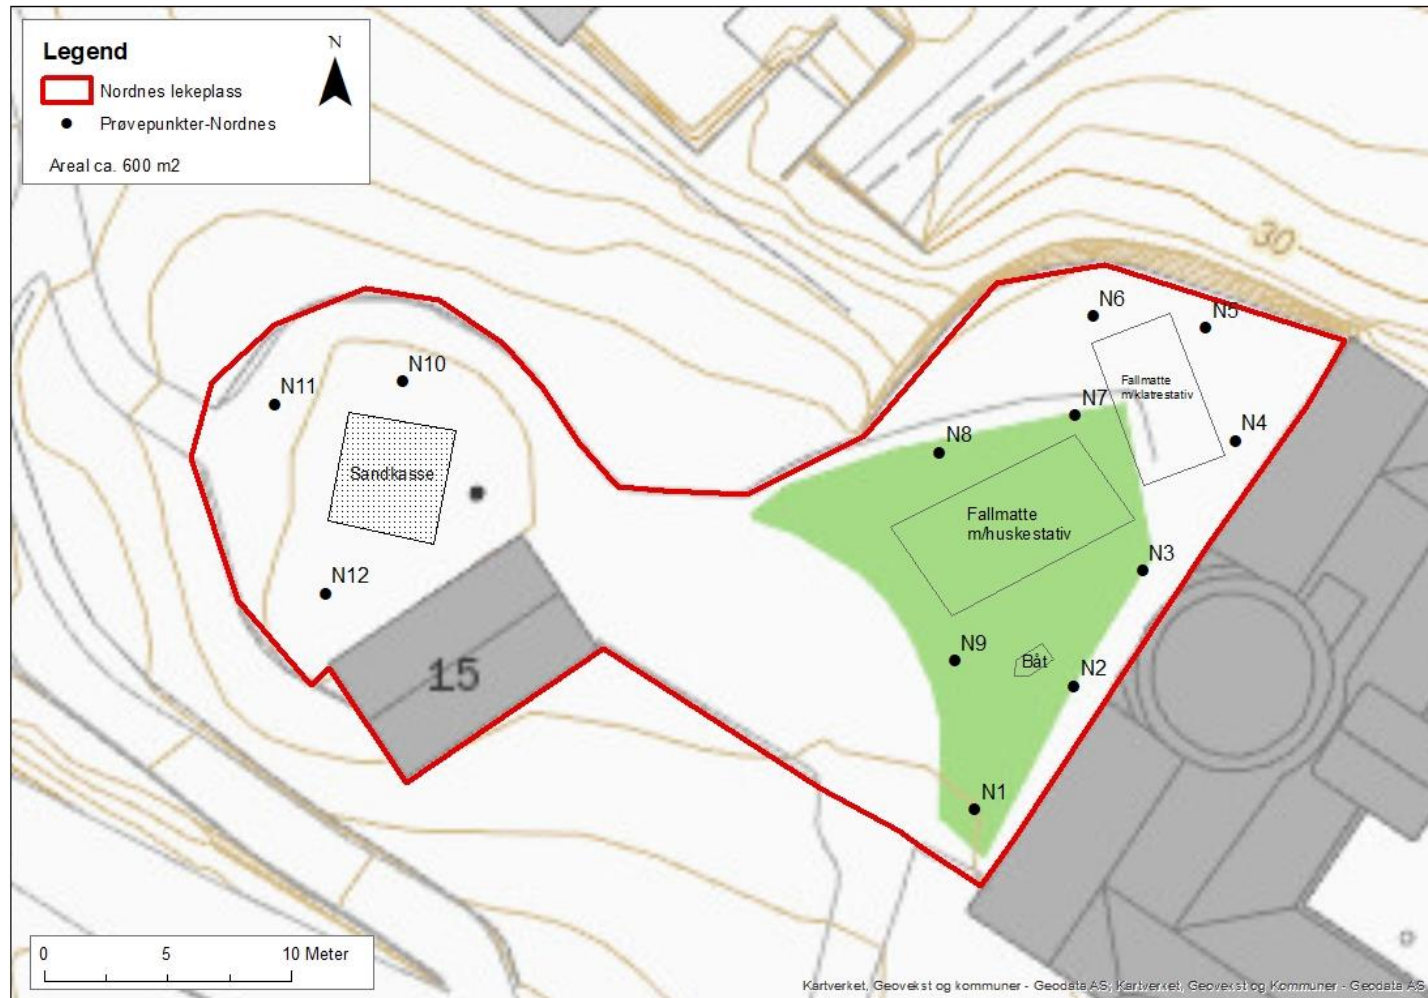 Legend
N
Nordnes lekeplass
Prøvepunkter-Nordnes
Areal ca. 600 m2
30
N6
N5
N10
N11
Fallmatte
m/klatrestativ
N7
N4
N8
Sandkasse
Fallmatte
m/huskestativ
N3
N12
N9
Båt
15
N2
N1
0 5 10 Meter
Kartverket, Geovekst og kommuner - Geodata AS; Kartverket, Geovekst og Kommuner - Geodata AS